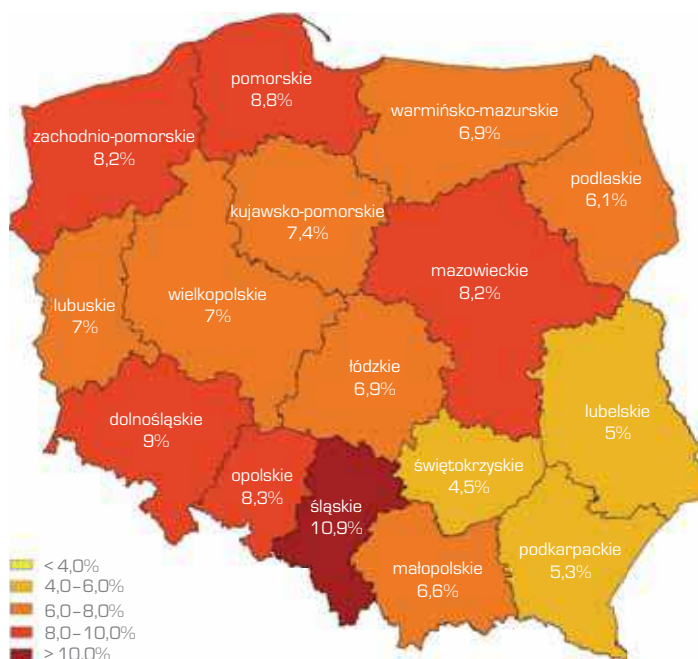 pomorskie
8,8%
warmińsko-mazurskie
6,9%
zachodnio-pomorskie
8,2%
podlaskie
6,1%
kujawsko-pomorskie
7,4%
mazowieckie
8,2%
lubuskie
7%
wielkopolskie
7%
łódzkie
6,9%
lubelskie
5%
dolnośląskie
9%
opolskie
8,3%
śląskie
10,9%
świętokrzyskie
4,5%
podkarpackie
5,3%
małopolskie
6,6%
< 4,0%
4,0–6,0%
6,0–8,0%
8,0–10,0%
> 10,0%